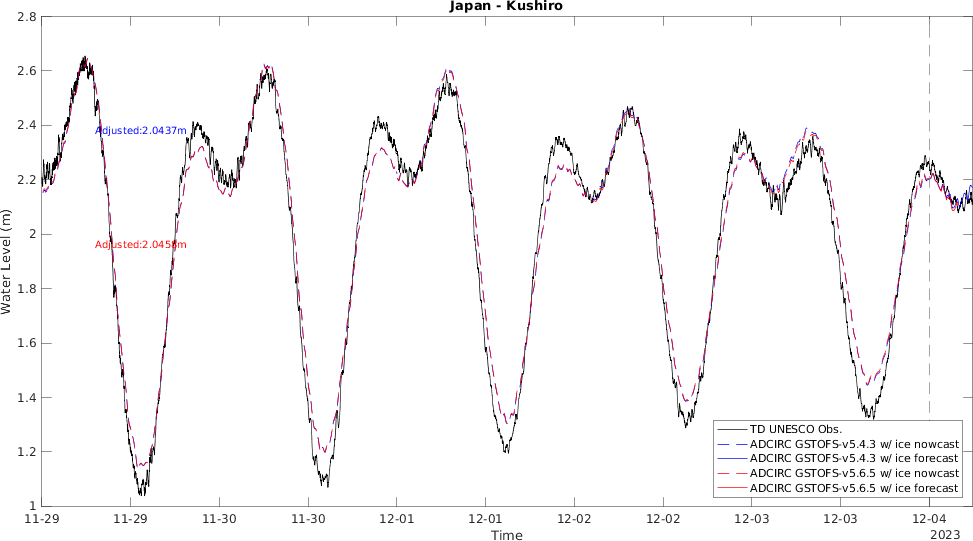 Japan - Kushiro
2.8
2.6
2.4
2.2
2
1.8
1.6
1.4
1.2
1
Water Level (m)
Adjusted:2.0437m
Adjusted:2.0458m
TD UNESCO Obs.
ADCIRC GSTOFS-v5.4.3 w/ ice nowcast
ADCIRC GSTOFS-v5.4.3 w/ ice forecast
ADCIRC GSTOFS-v5.6.5 w/ ice nowcast
ADCIRC GSTOFS-v5.6.5 w/ ice forecast
11-29 11-29 11-30 11-30 12-01 12-01 12-02 12-02 12-03 12-03 12-04
Time
2023